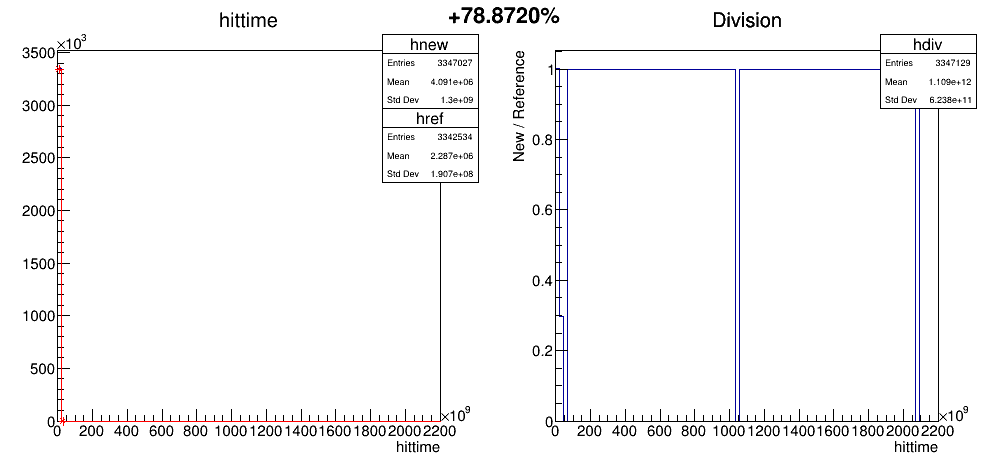 +78.8720%
hittime
×10³
3500
3000
2500
2000
1500
1000
500
0
0 200 400 600 800 1000 1200 1400 1600 1800 2000 2200
×10⁹
hittime
hnew
Entries 3347027
Mean 4.091e+06
Std Dev 1.3e+09
href
Entries 3342534
Mean 2.287e+06
Std Dev 1.907e+08
Division
New / Reference
1
0.8
0.6
0.4
0.2
0
0 200 400 600 800 1000 1200 1400 1600 1800 2000 2200
×10⁹
hittime
hdiv
Entries 3347129
Mean 1.109e+12
Std Dev 6.238e+11